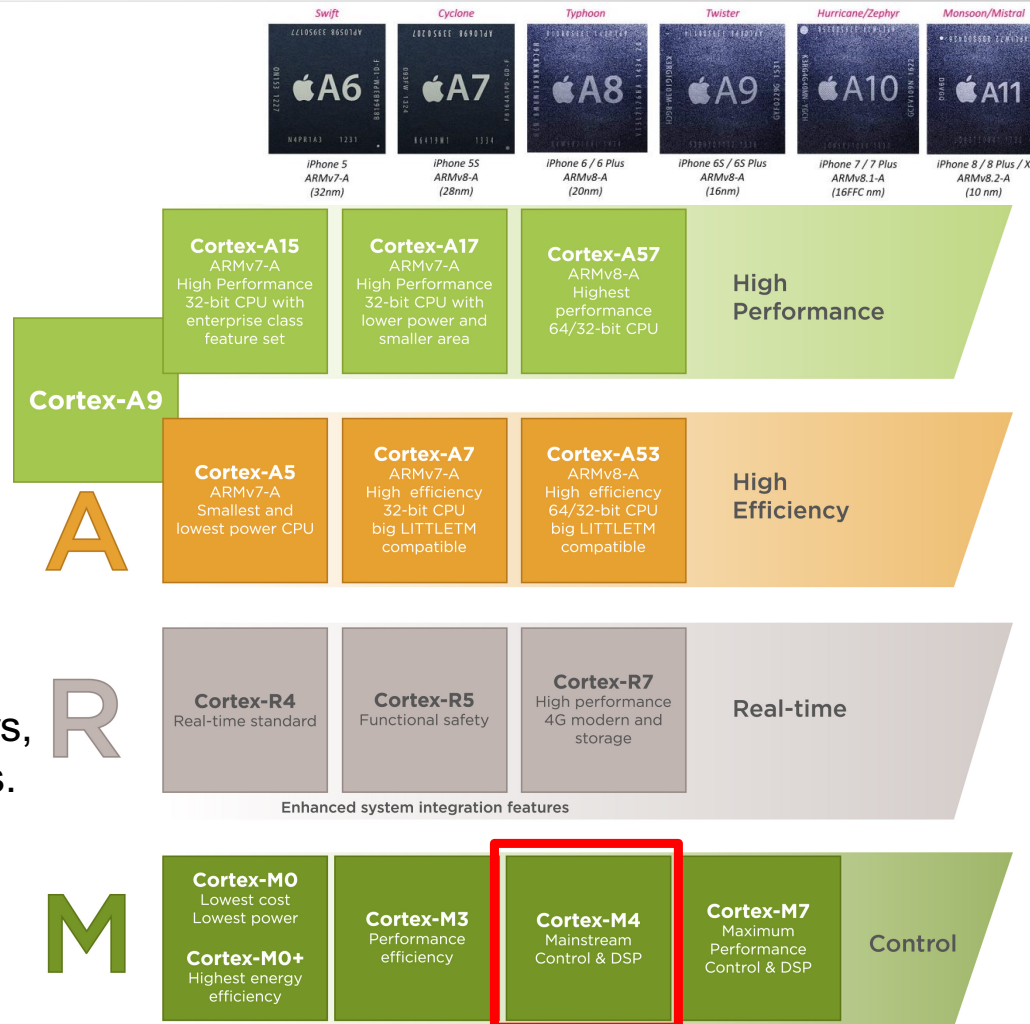 Swift
Cyclone
Typhoon
Twister
Hurricane/Zephyr
Monsoon/Mistral
A6
A7
A8
A9
A10
A11
N4PR1A3 1231
iPhone 5
ARMv7-A
(32nm)
iPhone 5S
ARMv8-A
(28nm)
iPhone 6 / 6 Plus
ARMv8-A
(20nm)
iPhone 6S / 6S Plus
ARMv8-A
(16nm)
iPhone 7 / 7 Plus
ARMv8.1-A
(16FFC nm)
iPhone 8 / 8 Plus / X
ARMv8.2-A
(10 nm)
Cortex-A15
ARMv7-A
High Performance
32-bit CPU with
enterprise class
feature set
Cortex-A17
ARMv7-A
High Performance
32-bit CPU with
lower power and
smaller area
Cortex-A57
ARMv8-A
Highest
performance
64/32-bit CPU
High
Performance
Cortex-A9
A
Cortex-A5
ARMv7-A
Smallest and
lowest power CPU
Cortex-A7
ARMv7-A
High efficiency
32-bit CPU
big LITTLETM
compatible
Cortex-A53
ARMv8-A
High efficiency
64/32-bit CPU
big LITTLETM
compatible
High
Efficiency
s,
s.
R
Cortex-R4
Real-time standard
Cortex-R5
Functional safety
Cortex-R7
High performance
4G modern and
storage
Real-time
Enhanced system integration features
M
Cortex-M0
Lowest cost
Lowest power
Cortex-M0+
Highest energy
efficiency
Cortex-M3
Performance
efficiency
Cortex-M4
Mainstream
Control & DSP
Cortex-M7
Maximum
Performance
Control & DSP
Control